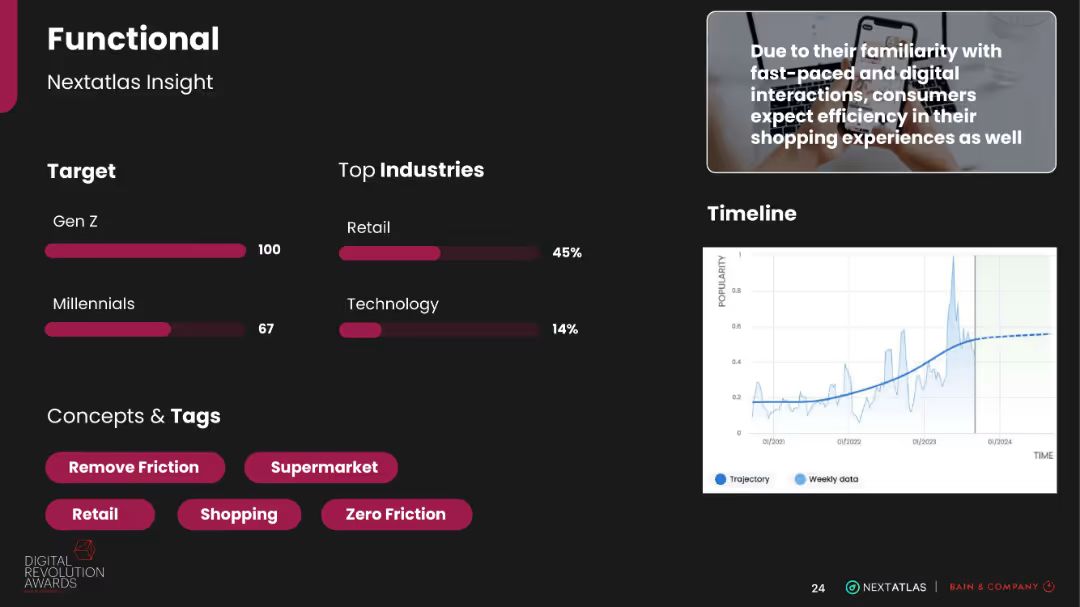 Functional
Nextatlas Insight
Due to their familiarity with
fast-paced and digital
interactions, consumers
expect efficiency in their
shopping experiences as well
Target
Gen Z
100
Millennials
67
Top Industries
Retail
45%
Technology
14%
Timeline
POPULARITY
1
0.8
0.6
0.4
0.2
0
01/2021
01/2022
01/2023
01/2024
TIME
Trajectory
Weekly data
Concepts & Tags
Remove Friction
Supermarket
Retail
Shopping
Zero Friction
DIGITAL
REVOLUTION
AWARDS
24
NEXTATLAS
BAIN & COMPANY